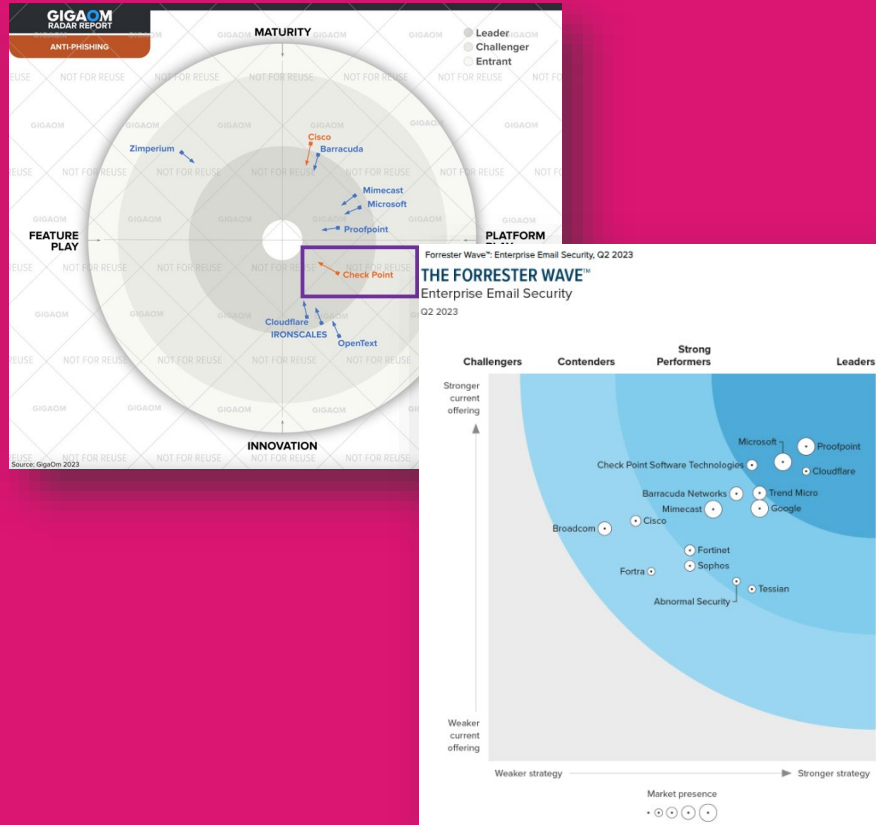 GIGAOM
RADAR REPORT
ANTI-PHISHING
MATURITY
Leader
Challenger
Entrant
Cisco
Barracuda
Zimperium
Mimecast
Microsoft
Proofpoint
FEATURE
PLAY
PLATFORM
Check Point
Cloudflare
IRONSCALES
OpenText
INNOVATION
NOT FOR REUSE
GIGAOM
Source: GigaOm 2023
Forrester Wave™: Enterprise Email Security, Q2 2023
THE FORRESTER WAVE™
Enterprise Email Security
Q2 2023
Challengers
Contenders
Strong
Performers
Leaders
Stronger
current
offering
Microsoft
Proofpoint
Check Point Software Technologies
Cloudflare
Barracuda Networks
Trend Micro
Mimecast
Google
Cisco
Broadcom
Fortinet
Sophos
Fortra
Tessian
Abnormal Security
Weaker
current
offering
Weaker strategy
Stronger strategy
Market presence